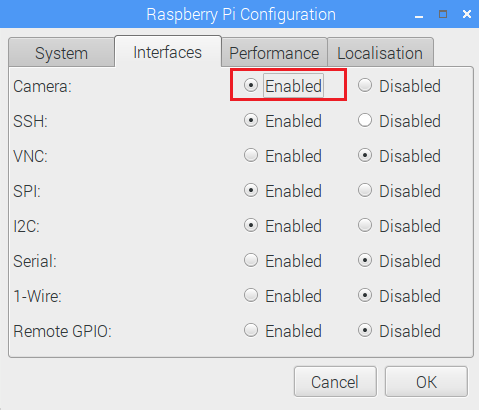 Raspberry Pi Configuration
System Interfaces Performance Localisation
Camera: Enabled Disabled
SSH: Enabled Disabled
VNC: Enabled Disabled
SPI: Enabled Disabled
I2C: Enabled Disabled
Serial: Enabled Disabled
1-Wire: Enabled Disabled
Remote GPIO: Enabled Disabled
Cancel OK